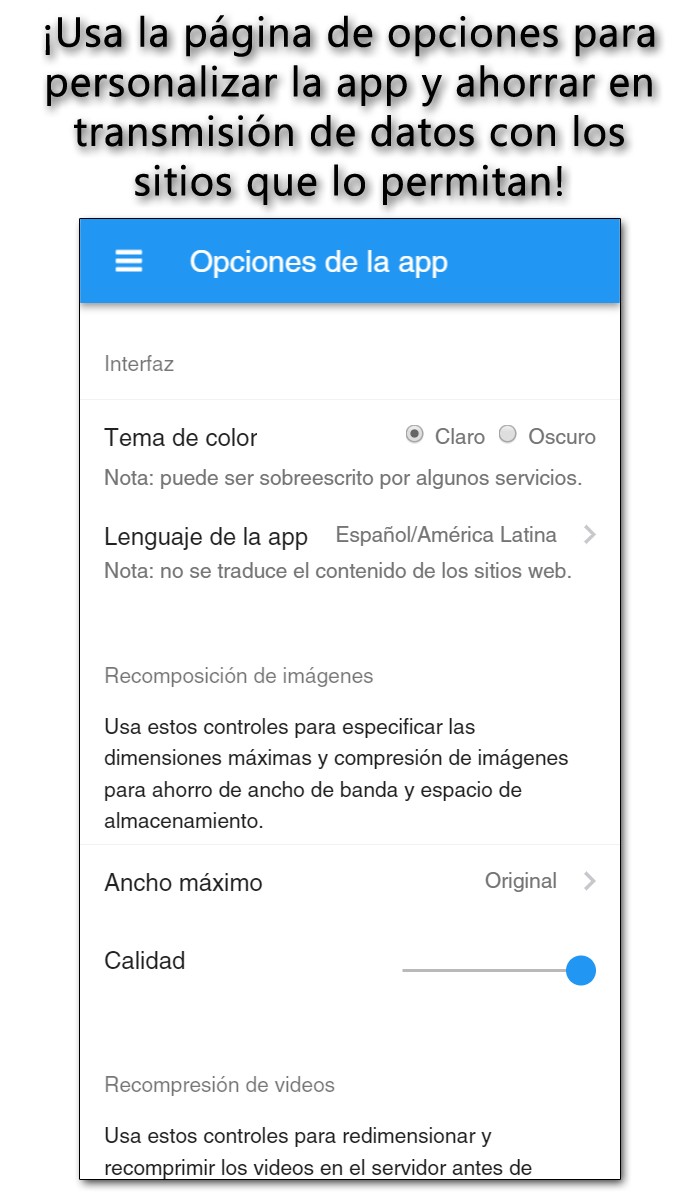 ¡Usa la página de opciones para
personalizar la app y ahorrar en
transmisión de datos con los
sitios que lo permitan!
Opciones de la app
Interfaz
Tema de color Claro Oscuro
Nota: puede ser sobreescrito por algunos servicios.
Lenguaje de la app Español/América Latina
Nota: no se traduce el contenido de los sitios web.
Recomposición de imágenes
Usa estos controles para especificar las
dimensiones máximas y compresión de imágenes
para ahorro de ancho de banda y espacio de
almacenamiento.
Ancho máximo Original
Calidad
Recompresión de videos
Usa estos controles para redimensionar y
recomprimir los videos en el servidor antes de